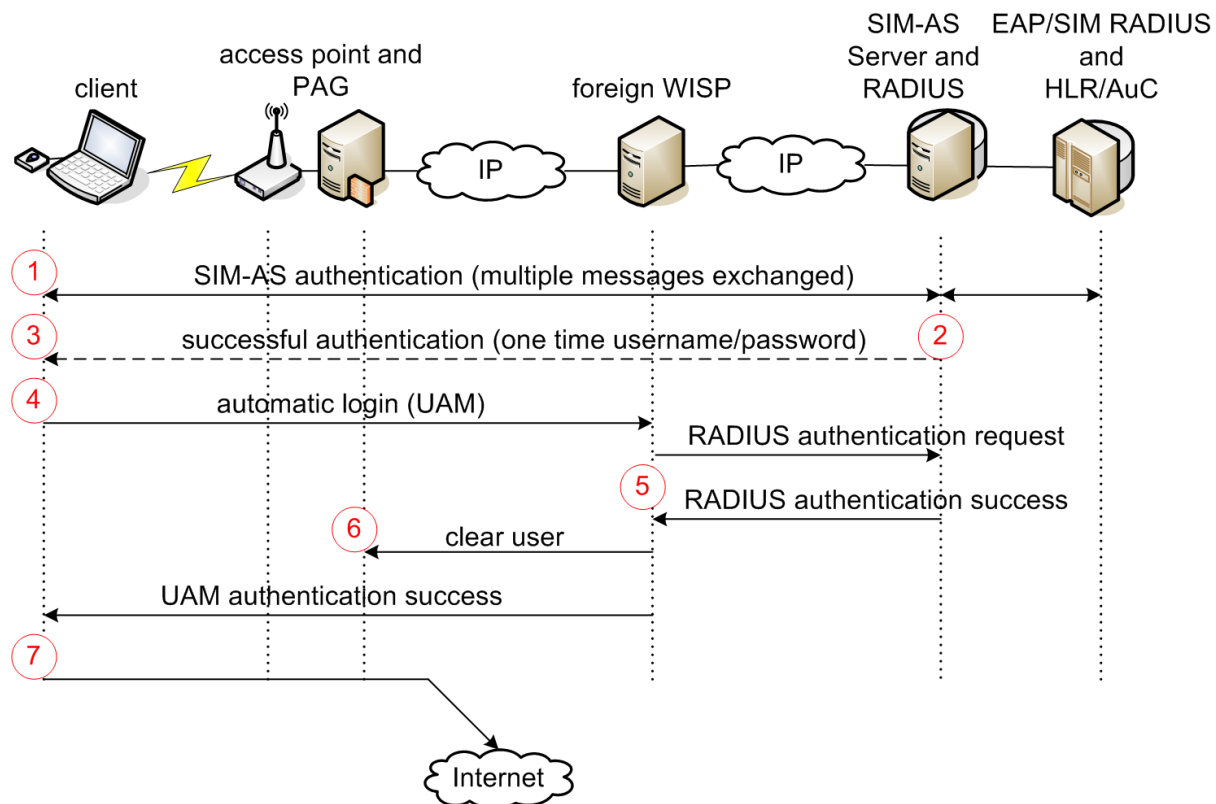 client
access point and
PAG
foreign WISP
SIM-AS
Server and
RADIUS
EAP/SIM RADIUS
and
HLR/AuC
IP
IP
1
SIM-AS authentication (multiple messages exchanged)
3
successful authentication (one time username/password)
2
4
automatic login (UAM)
RADIUS authentication request
5
RADIUS authentication success
6
clear user
UAM authentication success
7
Internet